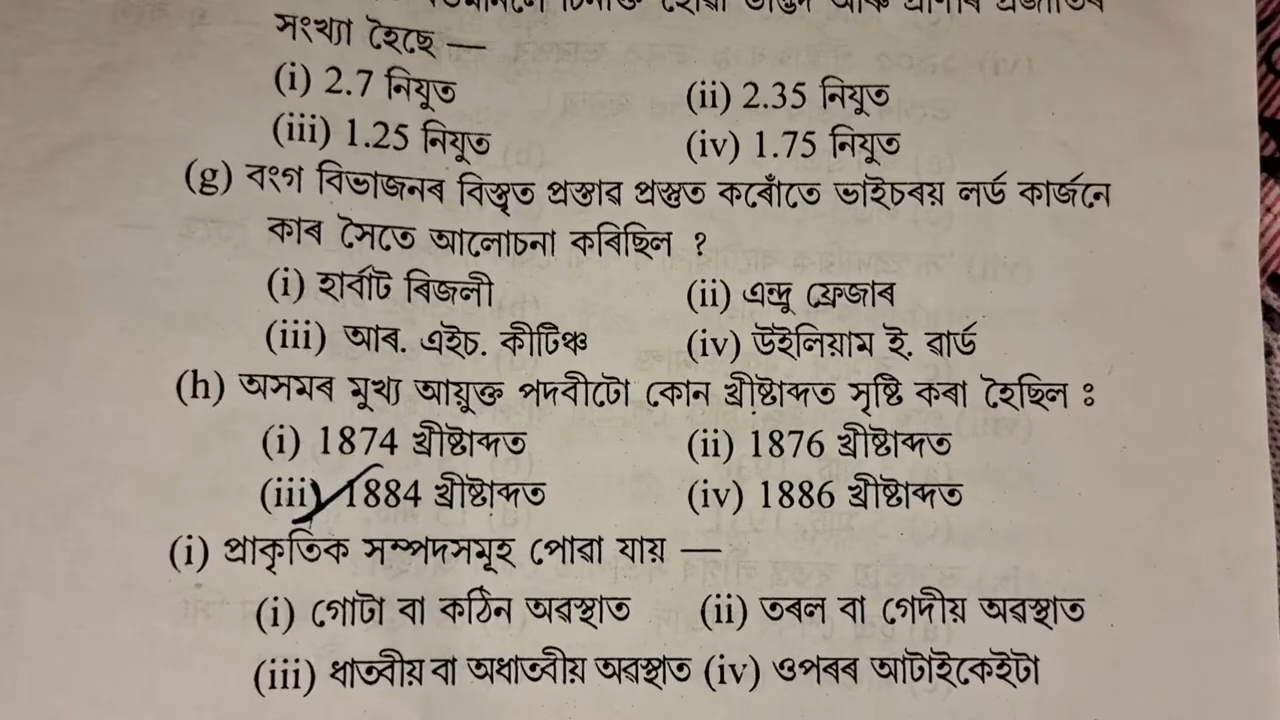 সংখ্যা হৈছে —
(i) 2.7 নিযুত (ii) 2.35 নিযুত
(iii) 1.25 নিযুত (iv) 1.75 নিযুত
(g) বংগ বিভাজনৰ বিস্তৃত প্ৰস্তাৱ প্ৰস্তুত কৰোঁতে ভাইচৰয় লৰ্ড কাৰ্জনে
কাৰ সৈতে আলোচনা কৰিছিল ?
(i) হাৰ্বাট ৰিজলী (ii) এন্দ্ৰু ফ্ৰেজাৰ
(iii) আৰ. এইচ. কীটিঞ্চ (iv) উইলিয়াম ই. ৱাৰ্ড
(h) অসমৰ মুখ্য আয়ুক্ত পদবীটো কোন খ্ৰীষ্টাব্দত সৃষ্টি কৰা হৈছিল ঃ
(i) 1874 খ্ৰীষ্টাব্দত (ii) 1876 খ্ৰীষ্টাব্দত
(iii) 1884 খ্ৰীষ্টাব্দত (iv) 1886 খ্ৰীষ্টাব্দত
(i) প্ৰাকৃতিক সম্পদসমূহ পোৱা যায় —
(i) গোটা বা কঠিন অৱস্থাত (ii) তৰল বা গেদীয় অৱস্থাত
(iii) ধাতবীয় বা অধাতবীয় অৱস্থাত (iv) ওপৰৰ আটাইকেইটা